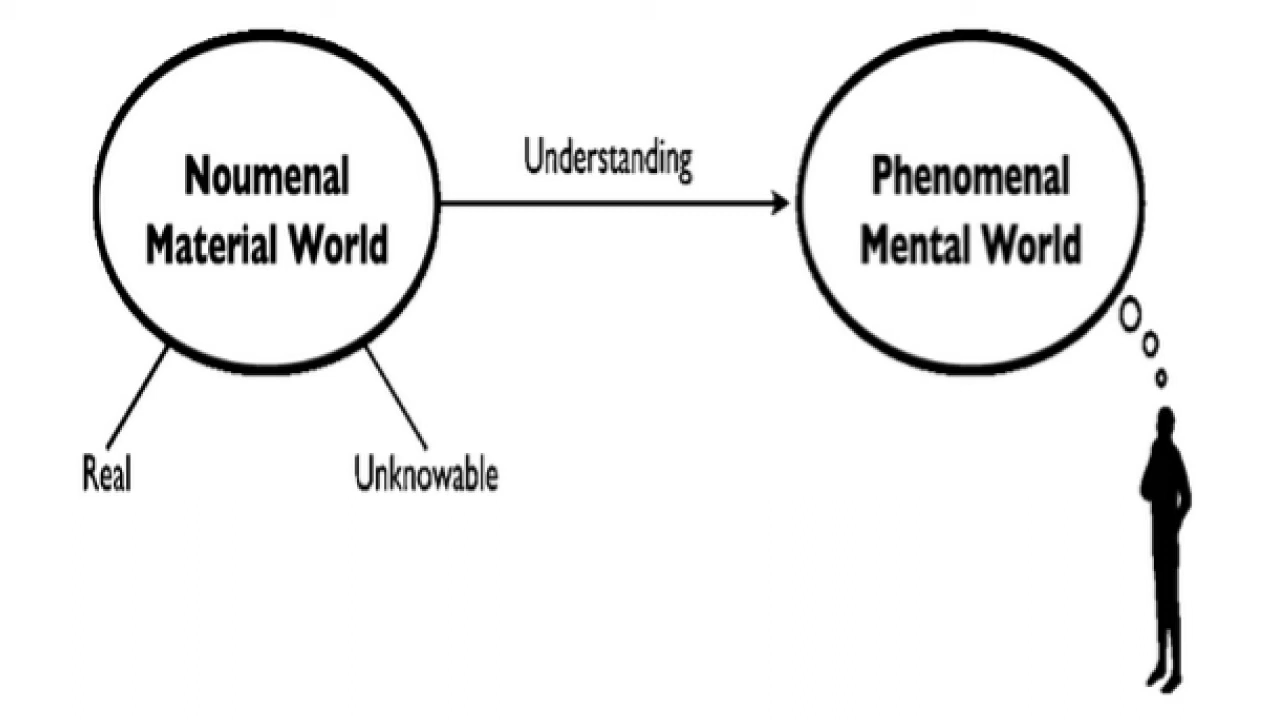 Noumenal
Material World
Understanding
Phenomenal
Mental World
Real
Unknowable